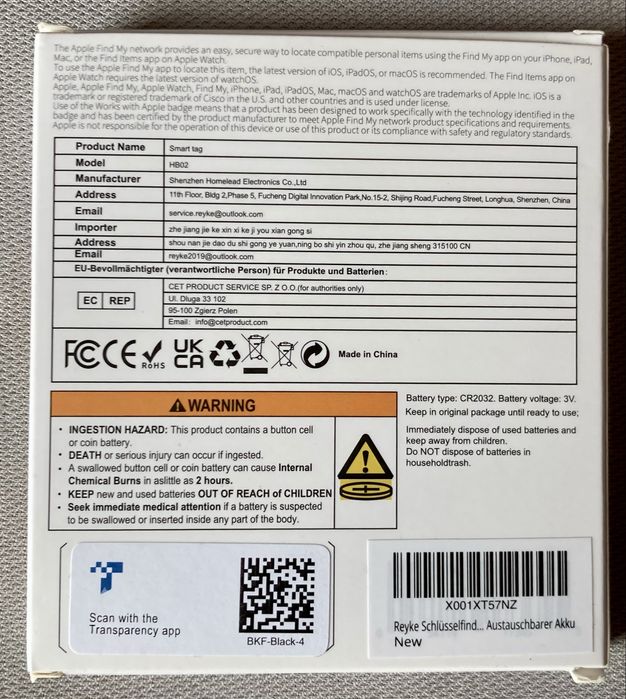 The Apple Find My network provides an easy, secure way to locate compatible personal items using the Find My app on your iPhone, iPad,
Mac, or the Find Items app on Apple Watch.
To use the Apple Find My app to locate this item, the latest version of iOS, iPadOS, or macOS is recommended. The Find Items app on
Apple Watch requires the latest version of watchOS.
Apple, Apple Find My, Apple Watch, Find My, iPhone, iPad, iPadOS, Mac, macOS and watchOS are trademarks of Apple Inc. iOS is a
trademark or registered trademark of Cisco in the U.S. and other countries and is used under license.
Use of the Works with Apple badge means that a product has been designed to work specifically with the technology identified in the
badge and has been certified by the product manufacturer to meet Apple Find My network product specifications and requirements.
Apple is not responsible for the operation of this device or use of this product or its compliance with safety and regulatory standards.
Product Name Smart tag
Model HB02
Manufacturer Shenzhen Homelead Electronics Co.,Ltd
Address 11th Floor, Bldg 2,Phase 5, Fucheng Digital Innovation Park,No.15-2, Shijing Road,Fucheng Street, Longhua, Shenzhen, China
Email service.reyke@outlook.com
Importer zhe jiang jie ke xin xi ke ji you xian gong si
Address shou nan jie dao du shi gong ye yuan,ning bo shi yin zhou qu, zhe jiang sheng 315100 CN
Email reyke2019@outlook.com
EU-Bevollmächtigter (verantwortliche Person) für Produkte und Batterien:
EC REP
CET PRODUCT SERVICE SP. Z O.O.(for authorities only)
Ul. Dluga 33 102
95-100 Zgierz Polen
Email: info@cetproduct.com
FC CE RoHS UK CA Made in China
WARNING
• INGESTION HAZARD: This product contains a button cell
or coin battery.
• DEATH or serious injury can occur if ingested.
• A swallowed button cell or coin battery can cause Internal
Chemical Burns in aslittle as 2 hours.
• KEEP new and used batteries OUT OF REACH of CHILDREN
• Seek immediate medical attention if a battery is suspected
to be swallowed or inserted inside any part of the body.
Battery type: CR2032. Battery voltage: 3V.
Keep in original package until ready to use;
Immediately dispose of used batteries and
keep away from children.
Do NOT dispose of batteries in
householdtrash.
Scan with the
Transparency app
BKF-Black-4
X001XT57NZ
Reyke Schlüsselfind... Austauschbarer Akku
New